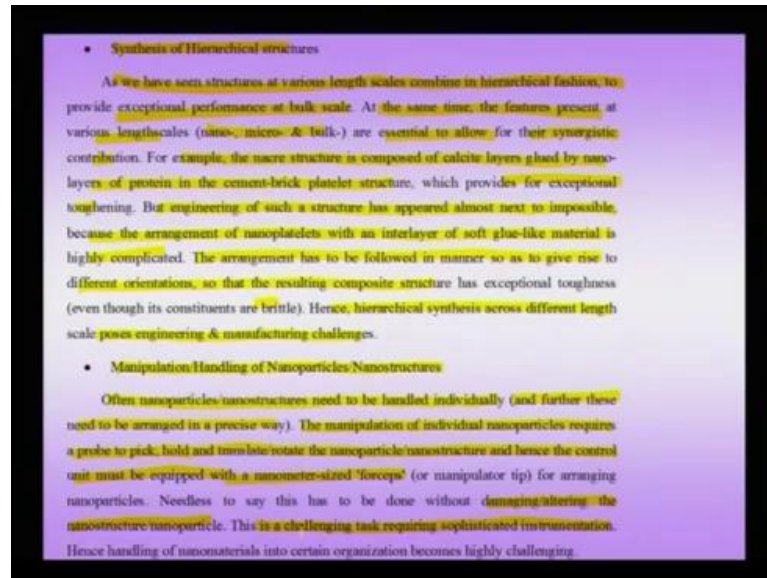 • Synthesis of Hierarchical structures
As we have seen structures at various length scales combine in hierarchical fashion, to
provide exceptional performance at bulk scale. At the same time, the features present at
various lengthscales (nano-, micro- & bulk-) are essential to allow for their synergistic
contribution. For example, the nacre structure is composed of calcite layers glued by nano-
layers of protein in the cement-brick platelet structure, which provides for exceptional
toughening. But engineering of such a structure has appeared almost next to impossible,
because the arrangement of nanoplatelets with an interlayer of soft glue-like material is
highly complicated. The arrangement has to be followed in manner so as to give rise to
different orientations, so that the resulting composite structure has exceptional toughness
(even though its constituents are brittle). Hence, hierarchical synthesis across different length
scale poses engineering & manufacturing challenges.
• Manipulation/Handling of Nanoparticles/Nanostructures
Often nanoparticles/nanostructures need to be handled individually (and further these
need to be arranged in a precise way). The manipulation of individual nanoparticles requires
a probe to pick, hold and translate/rotate the nanoparticle/nanostructure and hence the control
unit must be equipped with a nanometer-sized 'forceps' (or manipulator tip) for arranging
nanoparticles. Needless to say this has to be done without damaging/altering the
nanostructure/nanoparticle. This is a challenging task requiring sophisticated instrumentation.
Hence handling of nanomaterials into certain organization becomes highly challenging.